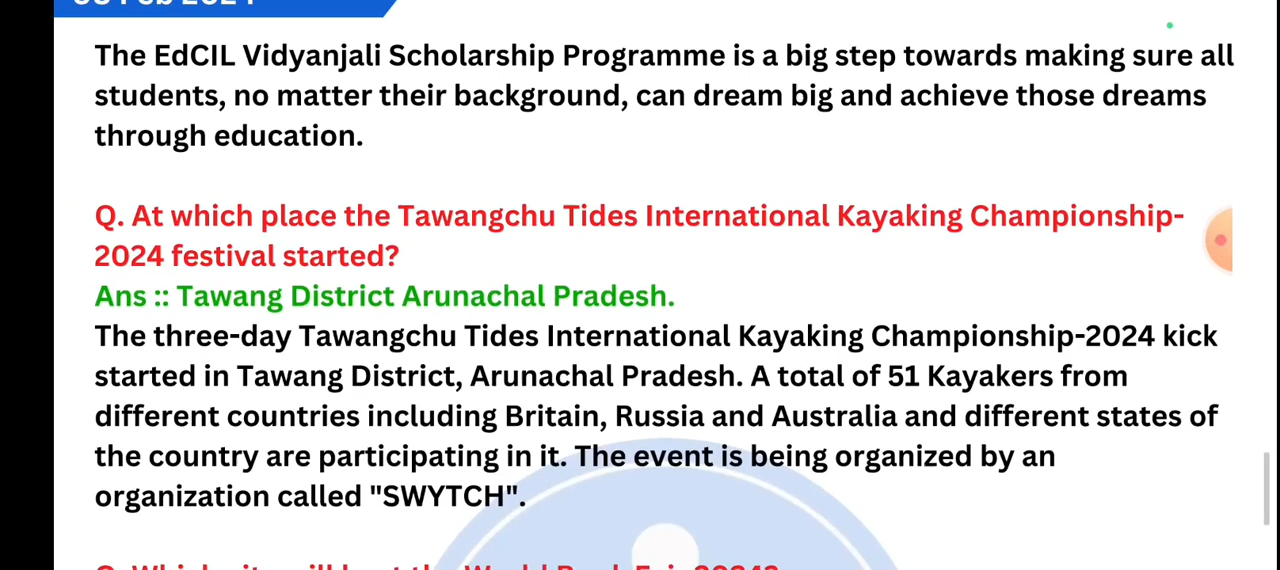 The EdCIL Vidyanjali Scholarship Programme is a big step towards making sure all
students, no matter their background, can dream big and achieve those dreams
through education.
Q. At which place the Tawangchu Tides International Kayaking Championship-
2024 festival started?
Ans :: Tawang District Arunachal Pradesh.
The three-day Tawangchu Tides International Kayaking Championship-2024 kick
started in Tawang District, Arunachal Pradesh. A total of 51 Kayakers from
different countries including Britain, Russia and Australia and different states of
the country are participating in it. The event is being organized by an
organization called "SWYTCH".